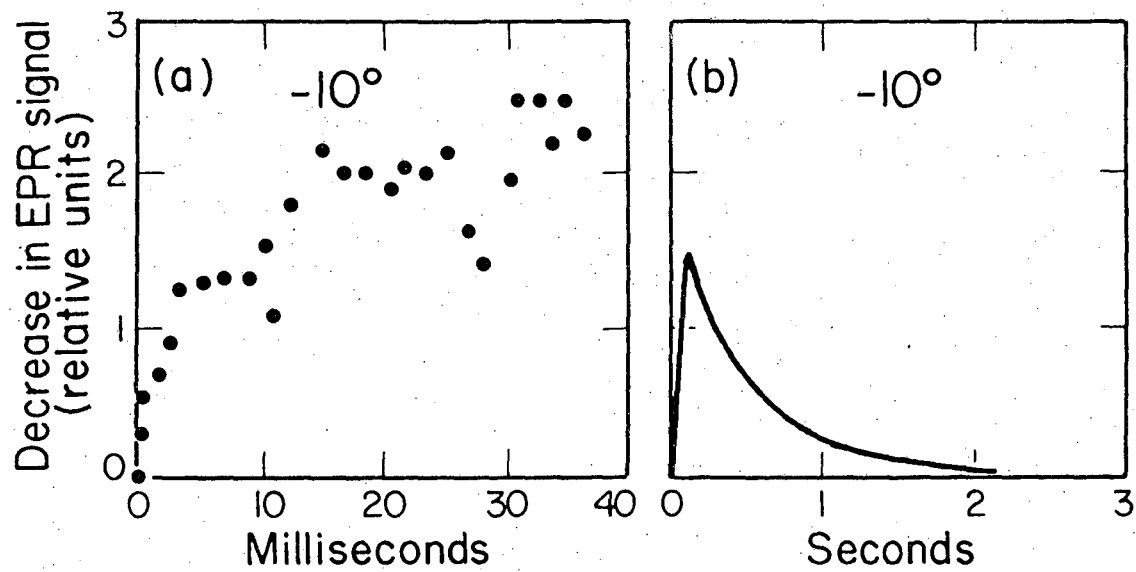 Decrease in EPR signal
(relative units)
3
2
1
0
(a)
-10°
0 10 20 30 40
Milliseconds
(b)
-10°
0 1 2 3
Seconds